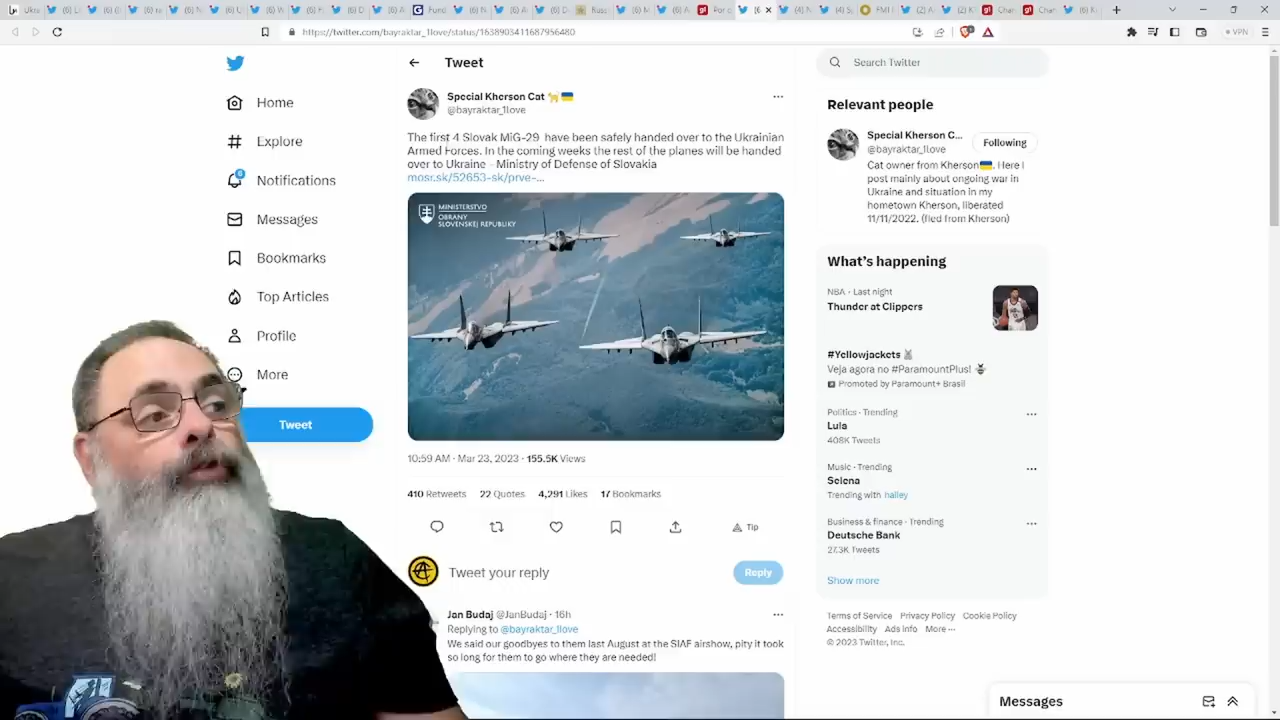 https://twitter.com/bayraktar_1love/status/1638903411687956480
VPN
Home
Explore
6
Notifications
Messages
Bookmarks
Top Articles
Profile
More
Tweet
Tweet
Special Kherson Cat
@bayraktar_1love
The first 4 Slovak MiG-29 have been safely handed over to the Ukrainian
Armed Forces. In the coming weeks the rest of the planes will be handed
over to Ukraine - Ministry of Defense of Slovakia
mosr.sk/52653-sk/prve-...
MINISTERSTVO
OBRANY
SLOVENSKEJ REPUBLIKY
10:59 AM · Mar 23, 2023 · 155.5K Views
410 Retweets 22 Quotes 4,291 Likes 17 Bookmarks
Tip
Tweet your reply
Reply
Jan Budaj @JanBudaj · 16h
Replying to @bayraktar_1love
We said our goodbyes to them last August at the SIAF airshow, pity it took
so long for them to go where they are needed!
Search Twitter
Relevant people
Special Kherson C...
@bayraktar_1love
Following
Cat owner from Kherson. Here I
post mainly about ongoing war in
Ukraine and situation in my
hometown Kherson, liberated
11/11/2022. (fled from Kherson)
What's happening
NBA · Last night
Thunder at Clippers
#Yellowjackets
Veja agora no #ParamountPlus!
Promoted by Paramount+ Brasil
Politics · Trending
Lula
408K Tweets
Music · Trending
Selena
Trending with hailey
Business & finance · Trending
Deutsche Bank
27.3K Tweets
Show more
Terms of Service Privacy Policy Cookie Policy
Accessibility Ads info More ...
© 2023 Twitter, Inc.
Messages